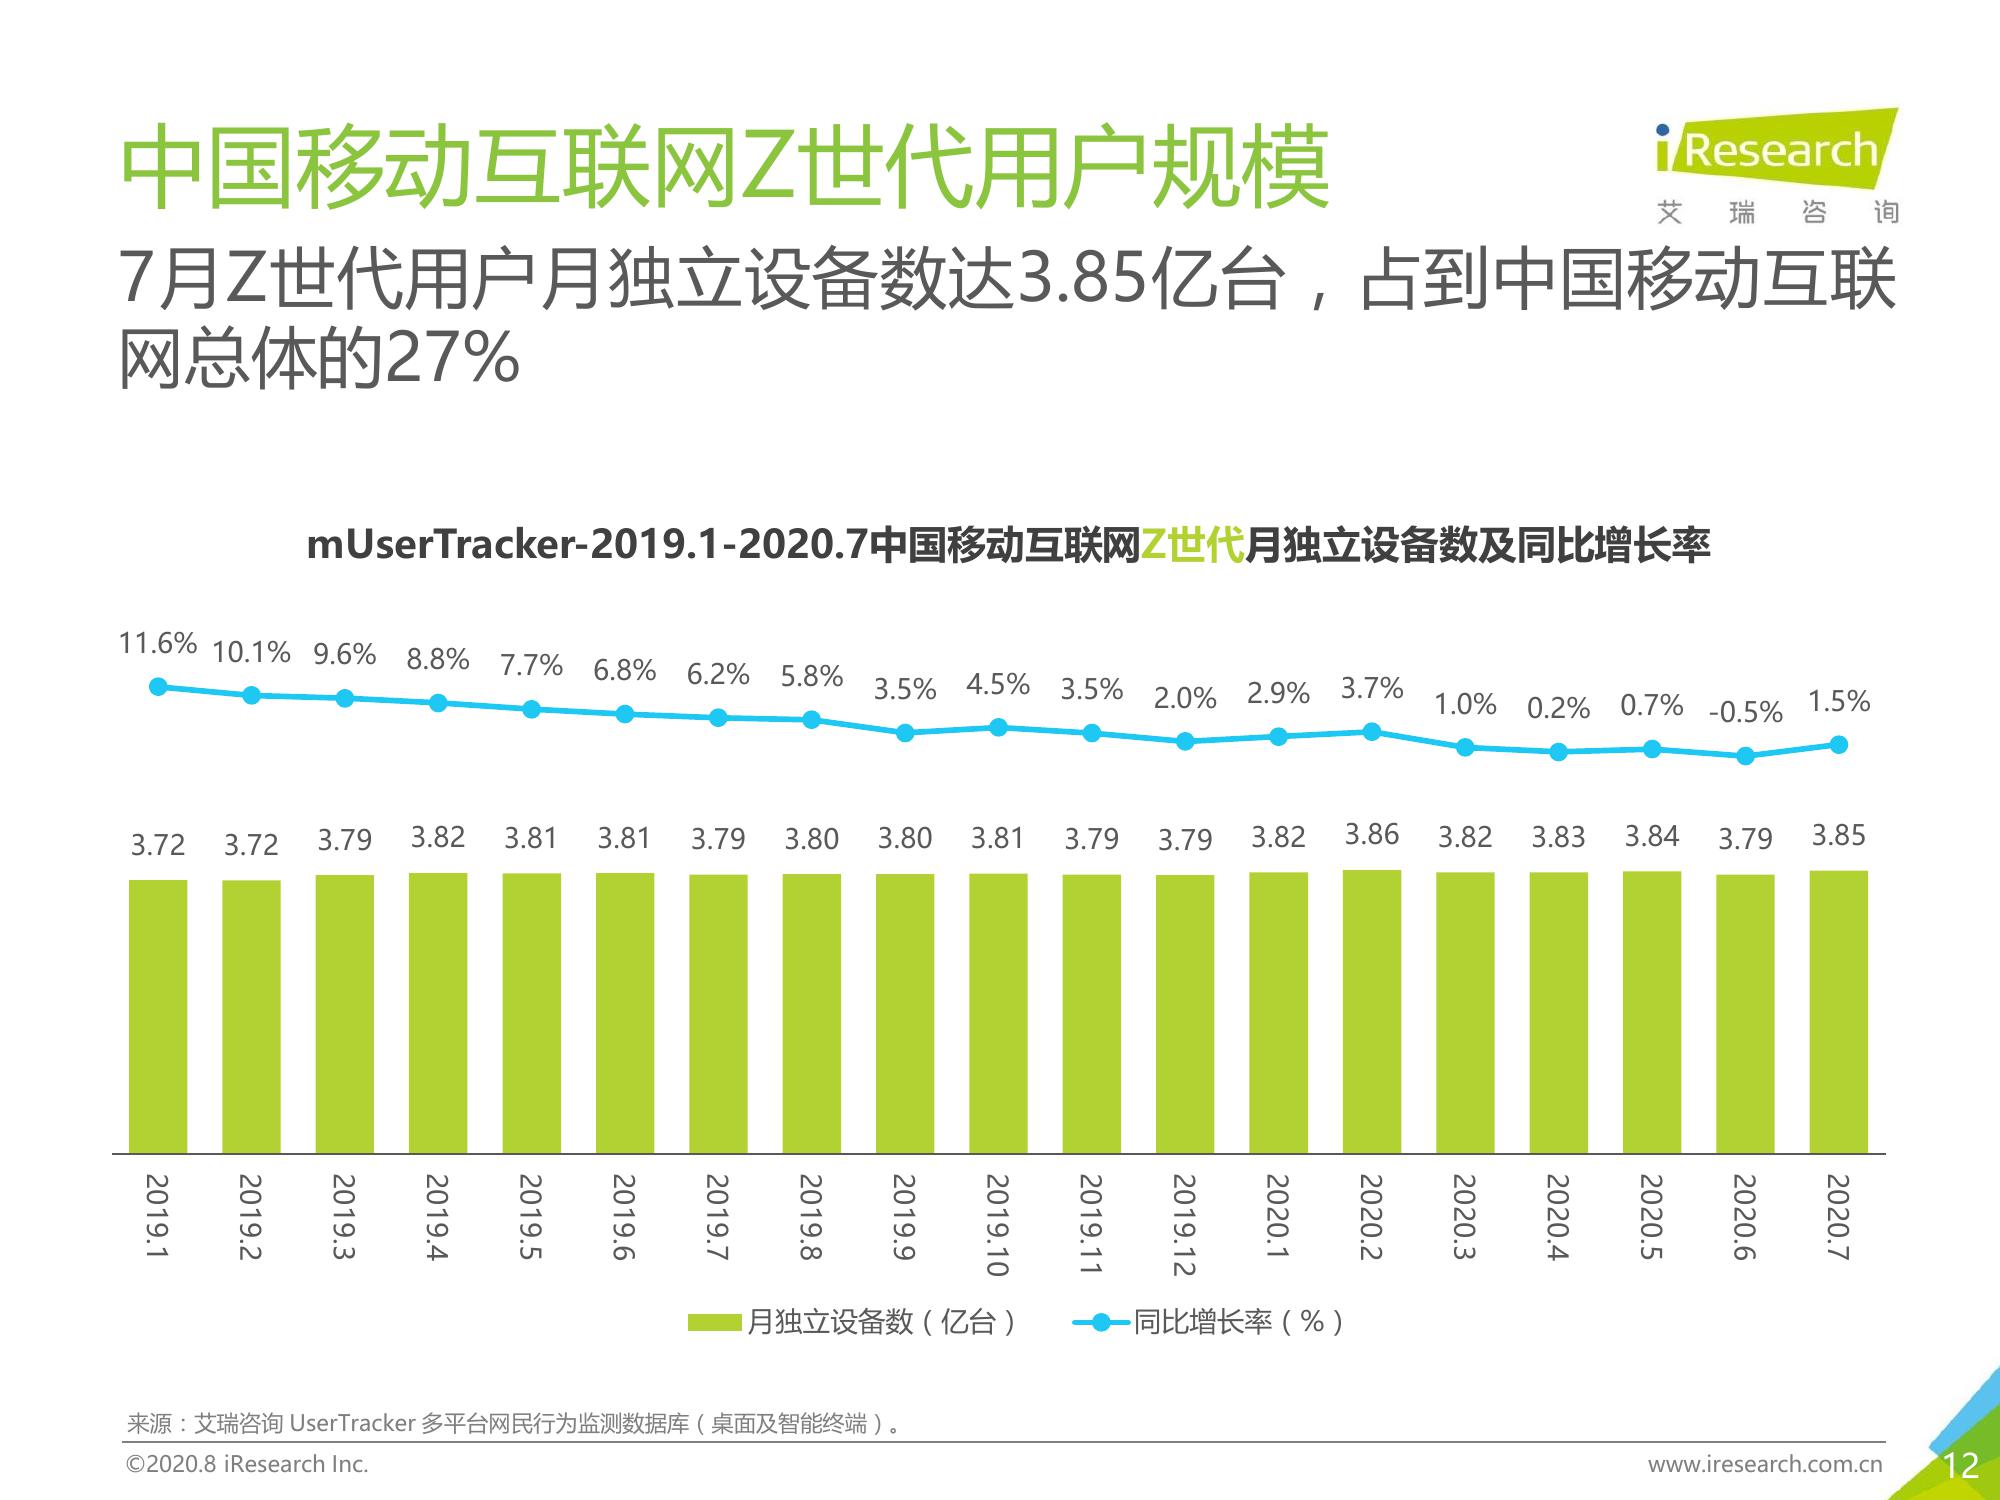 中国移动互联网Z世代用户规模
iResearch
艾瑞咨询
7月Z世代用户月独立设备数达3.85亿台，占到中国移动互联
网总体的27%
mUserTracker-2019.1-2020.7中国移动互联网Z世代月独立设备数及同比增长率
11.6% 10.1% 9.6% 8.8% 7.7% 6.8% 6.2% 5.8% 3.5% 4.5% 3.5% 2.0% 2.9% 3.7% 1.0% 0.2% 0.7% -0.5% 1.5%
3.72 3.72 3.79 3.82 3.81 3.81 3.79 3.80 3.80 3.81 3.79 3.79 3.82 3.86 3.82 3.83 3.84 3.79 3.85
2019.1 2019.2 2019.3 2019.4 2019.5 2019.6 2019.7 2019.8 2019.9 2019.10 2019.11 2019.12 2020.1 2020.2 2020.3 2020.4 2020.5 2020.6 2020.7
月独立设备数（亿台） 同比增长率（%）
来源：艾瑞咨询 UserTracker 多平台网民行为监测数据库（桌面及智能终端）。
©2020.8 iResearch Inc. www.iresearch.com.cn 12